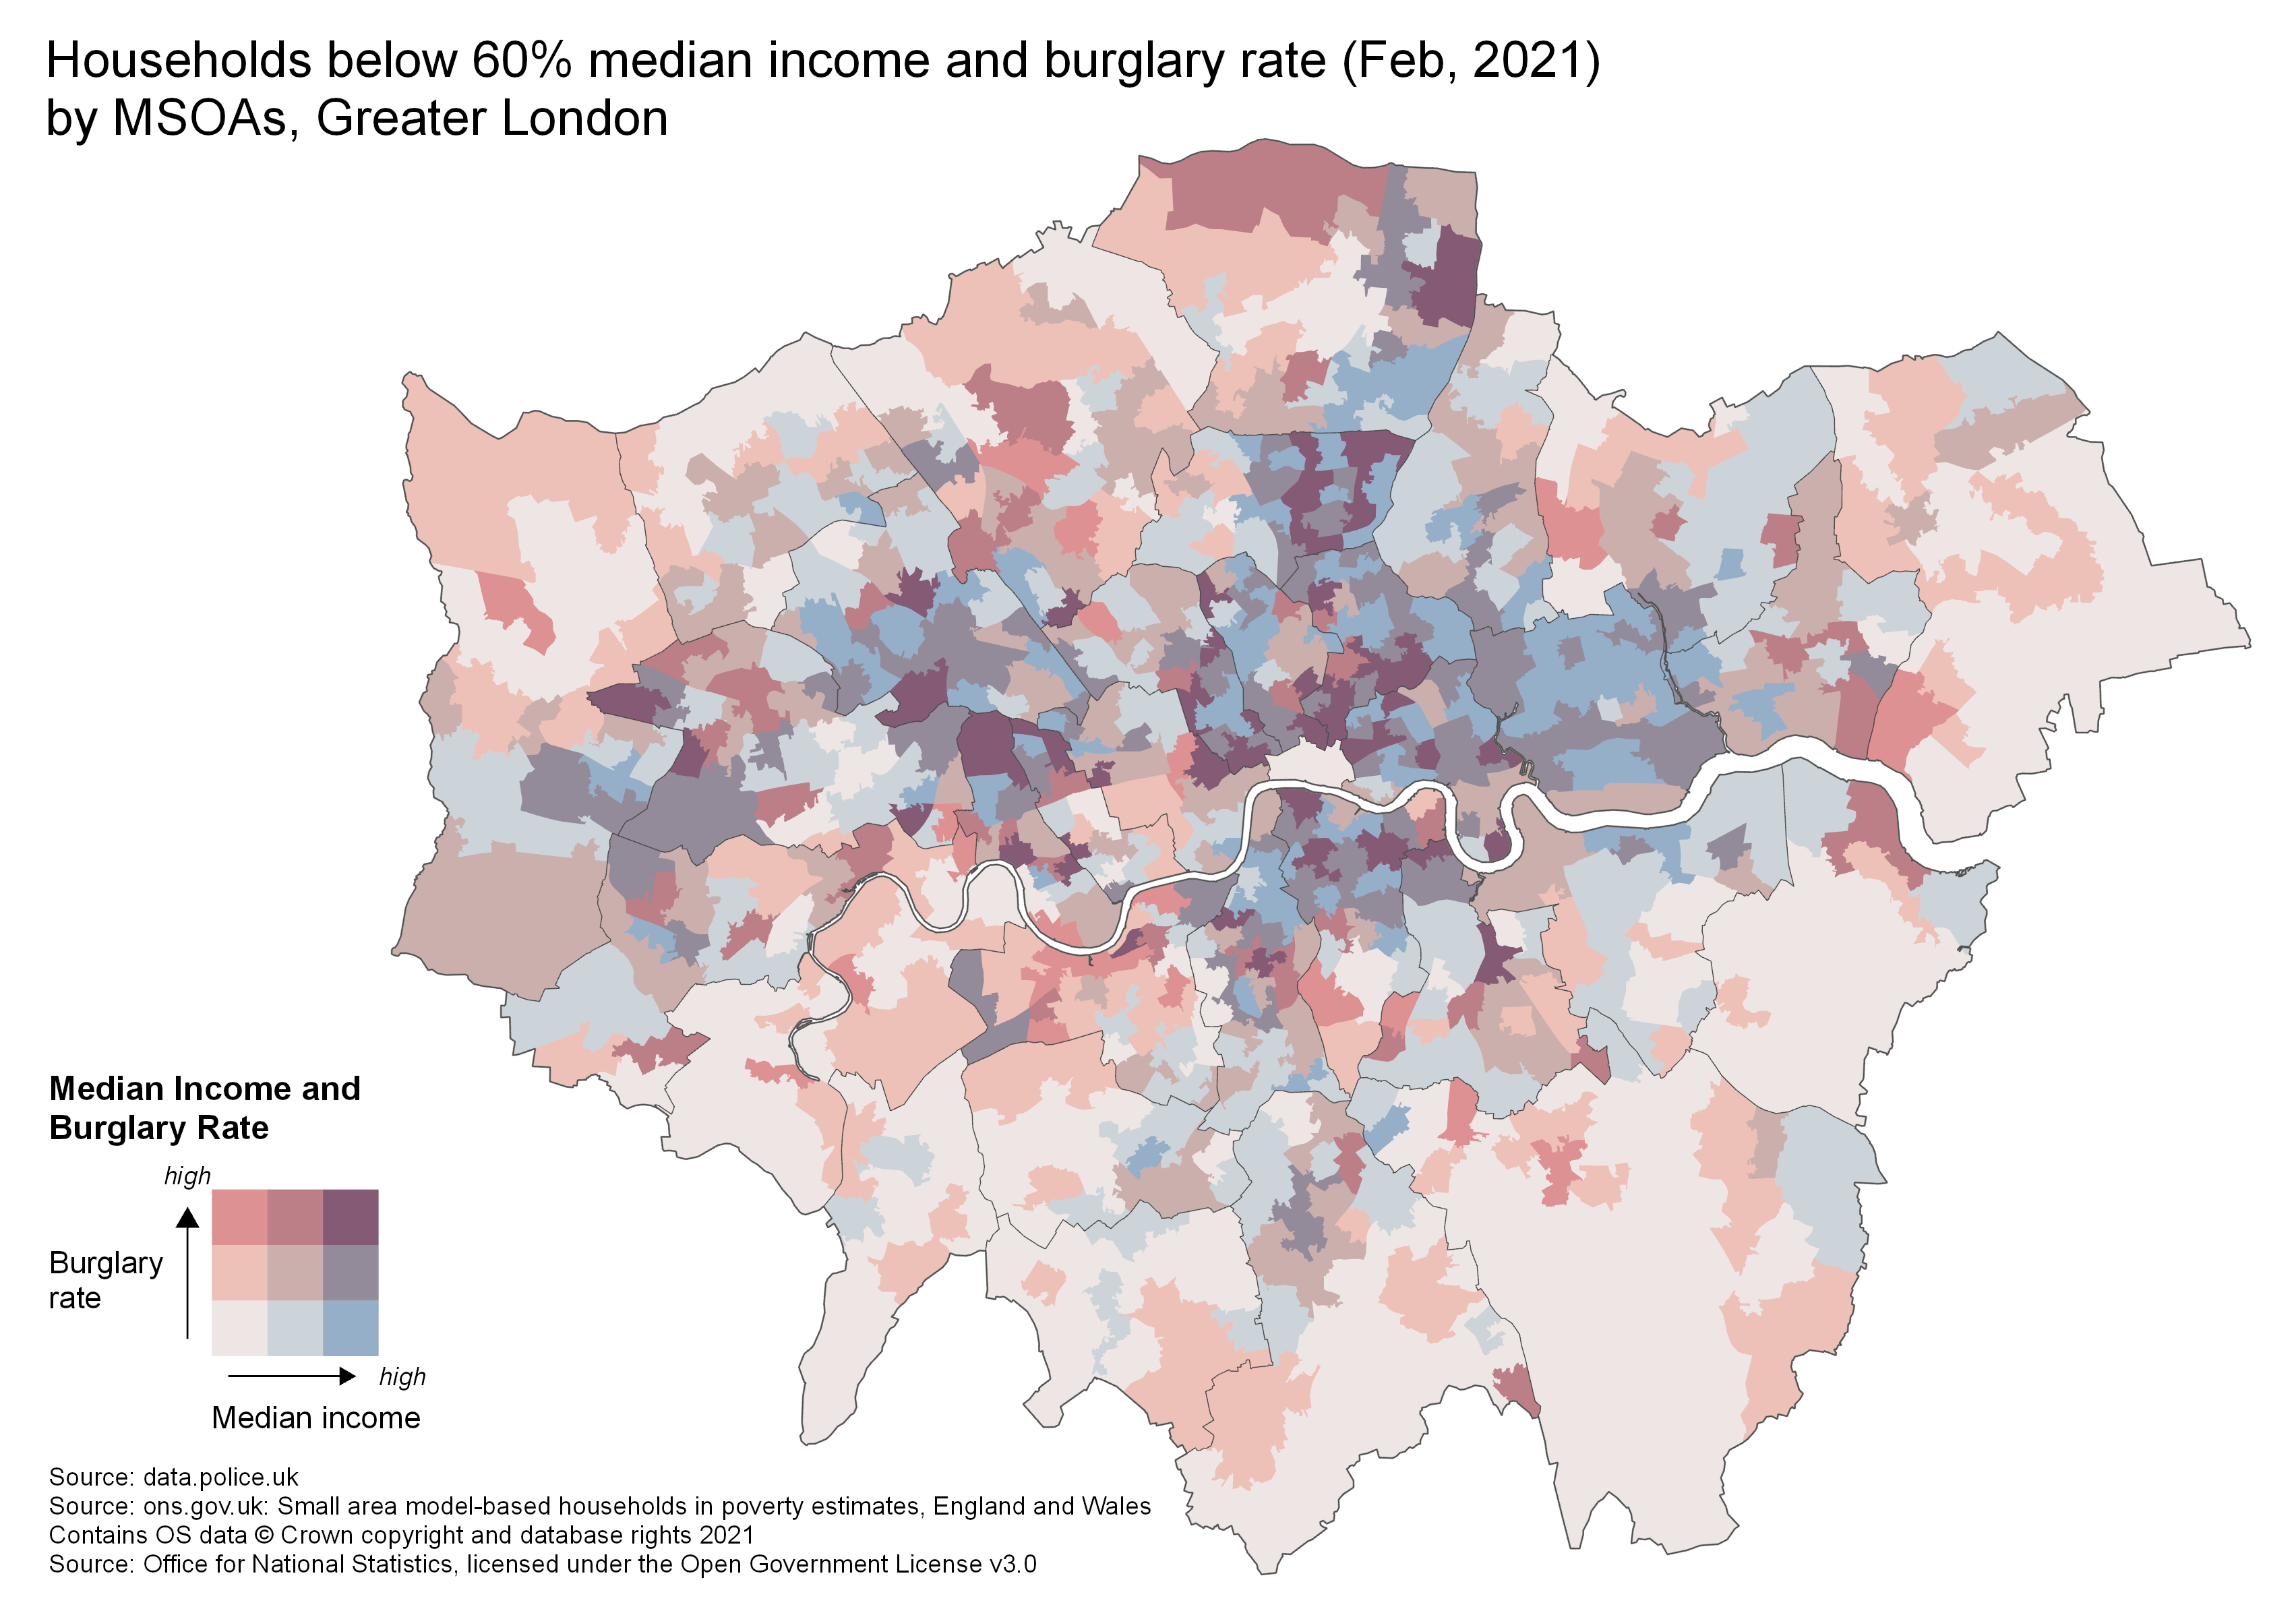 Households below 60% median income and burglary rate (Feb, 2021)
by MSOAs, Greater London
Median Income and
Burglary Rate
high
Burglary
rate
high
Median income
Source: data.police.uk
Source: ons.gov.uk: Small area model-based households in poverty estimates, England and Wales
Contains OS data © Crown copyright and database rights 2021
Source: Office for National Statistics, licensed under the Open Government License v3.0